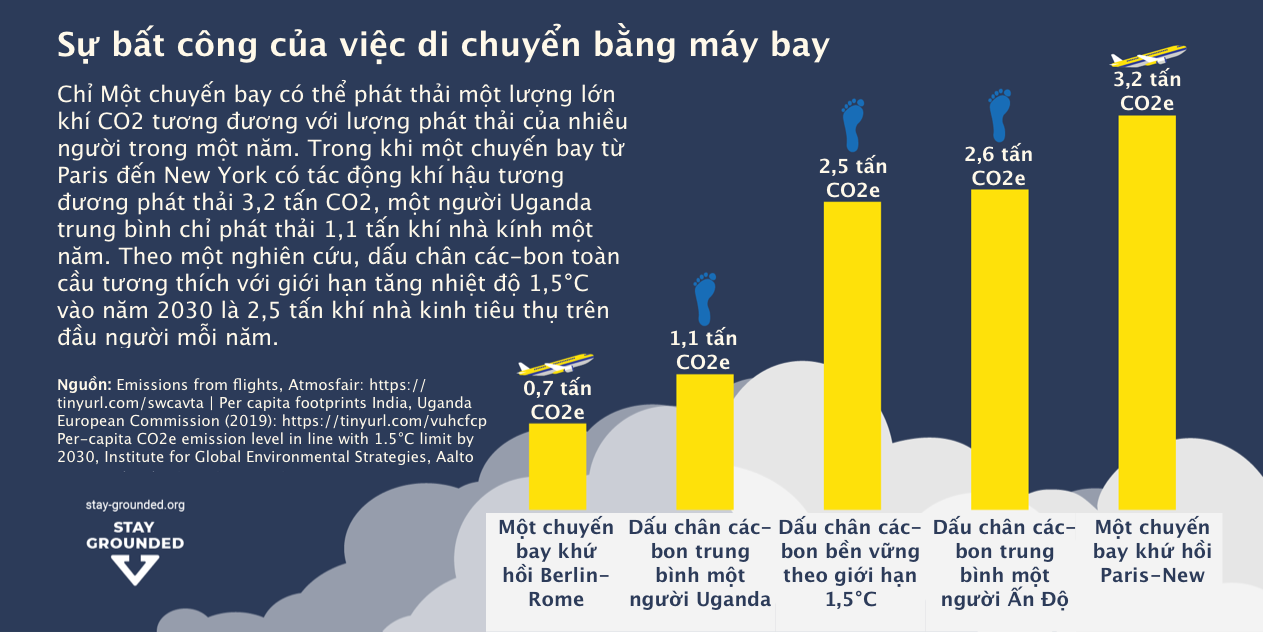 Sự bất công của việc di chuyển bằng máy bay
Chỉ Một chuyến bay có thể phát thải một lượng lớn
khí CO2 tương đương với lượng phát thải của nhiều
người trong một năm. Trong khi một chuyến bay từ
Paris đến New York có tác động khí hậu tương
đương phát thải 3,2 tấn CO2, một người Uganda
trung bình chỉ phát thải 1,1 tấn khí nhà kính một
năm. Theo một nghiên cứu, dấu chân các-bon toàn
cầu tương thích với giới hạn tăng nhiệt độ 1,5°C
vào năm 2030 là 2,5 tấn khí nhà kinh tiêu thụ trên
đầu người mỗi năm.
Nguồn: Emissions from flights, Atmosfair: https://
tinyurl.com/swcavta | Per capita footprints India, Uganda
European Commission (2019): https://tinyurl.com/vuhcfcp
Per-capita CO2e emission level in line with 1.5°C limit by
2030, Institute for Global Environmental Strategies, Aalto
stay-grounded.org
STAY
GROUNDED
0,7 tấn
CO2e
1,1 tấn
CO2e
2,5 tấn
CO2e
2,6 tấn
CO2e
3,2 tấn
CO2e
Một chuyến
bay khứ
hồi Berlin-
Rome
Dấu chân các-
bon trung
bình một
người Uganda
Dấu chân các-
bon bền vững
theo giới hạn
1,5°C
Dấu chân các-
bon trung
bình một
người Ấn Độ
Một chuyến
bay khứ hồi
Paris-New